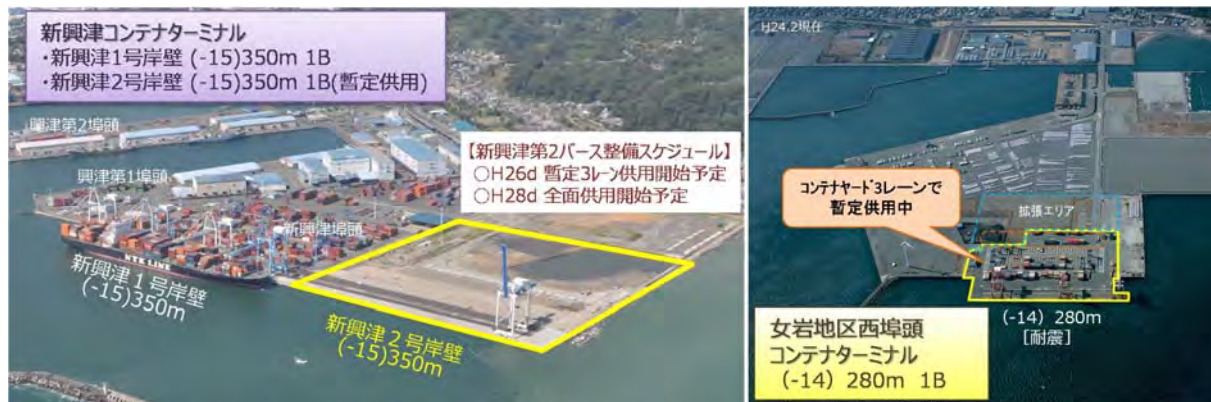 新興津コンテナターミナル
・新興津1号岸壁 (-15)350m 1B
・新興津2号岸壁 (-15)350m 1B(暫定供用)
興津第2埠頭
興津第1埠頭
新興津埠頭
【新興津第2バース整備スケジュール】
○H26d 暫定3レーン供用開始予定
○H28d 全面供用開始予定
NYK LINE
新興津1号岸壁
(-15)350m
新興津2号岸壁
(-15)350m
H24.2現在
コンテナヤード3レーンで
暫定供用中
拡張エリア
(-14) 280m
[耐震]
女岩地区西埠頭
コンテナターミナル
(-14) 280m 1B